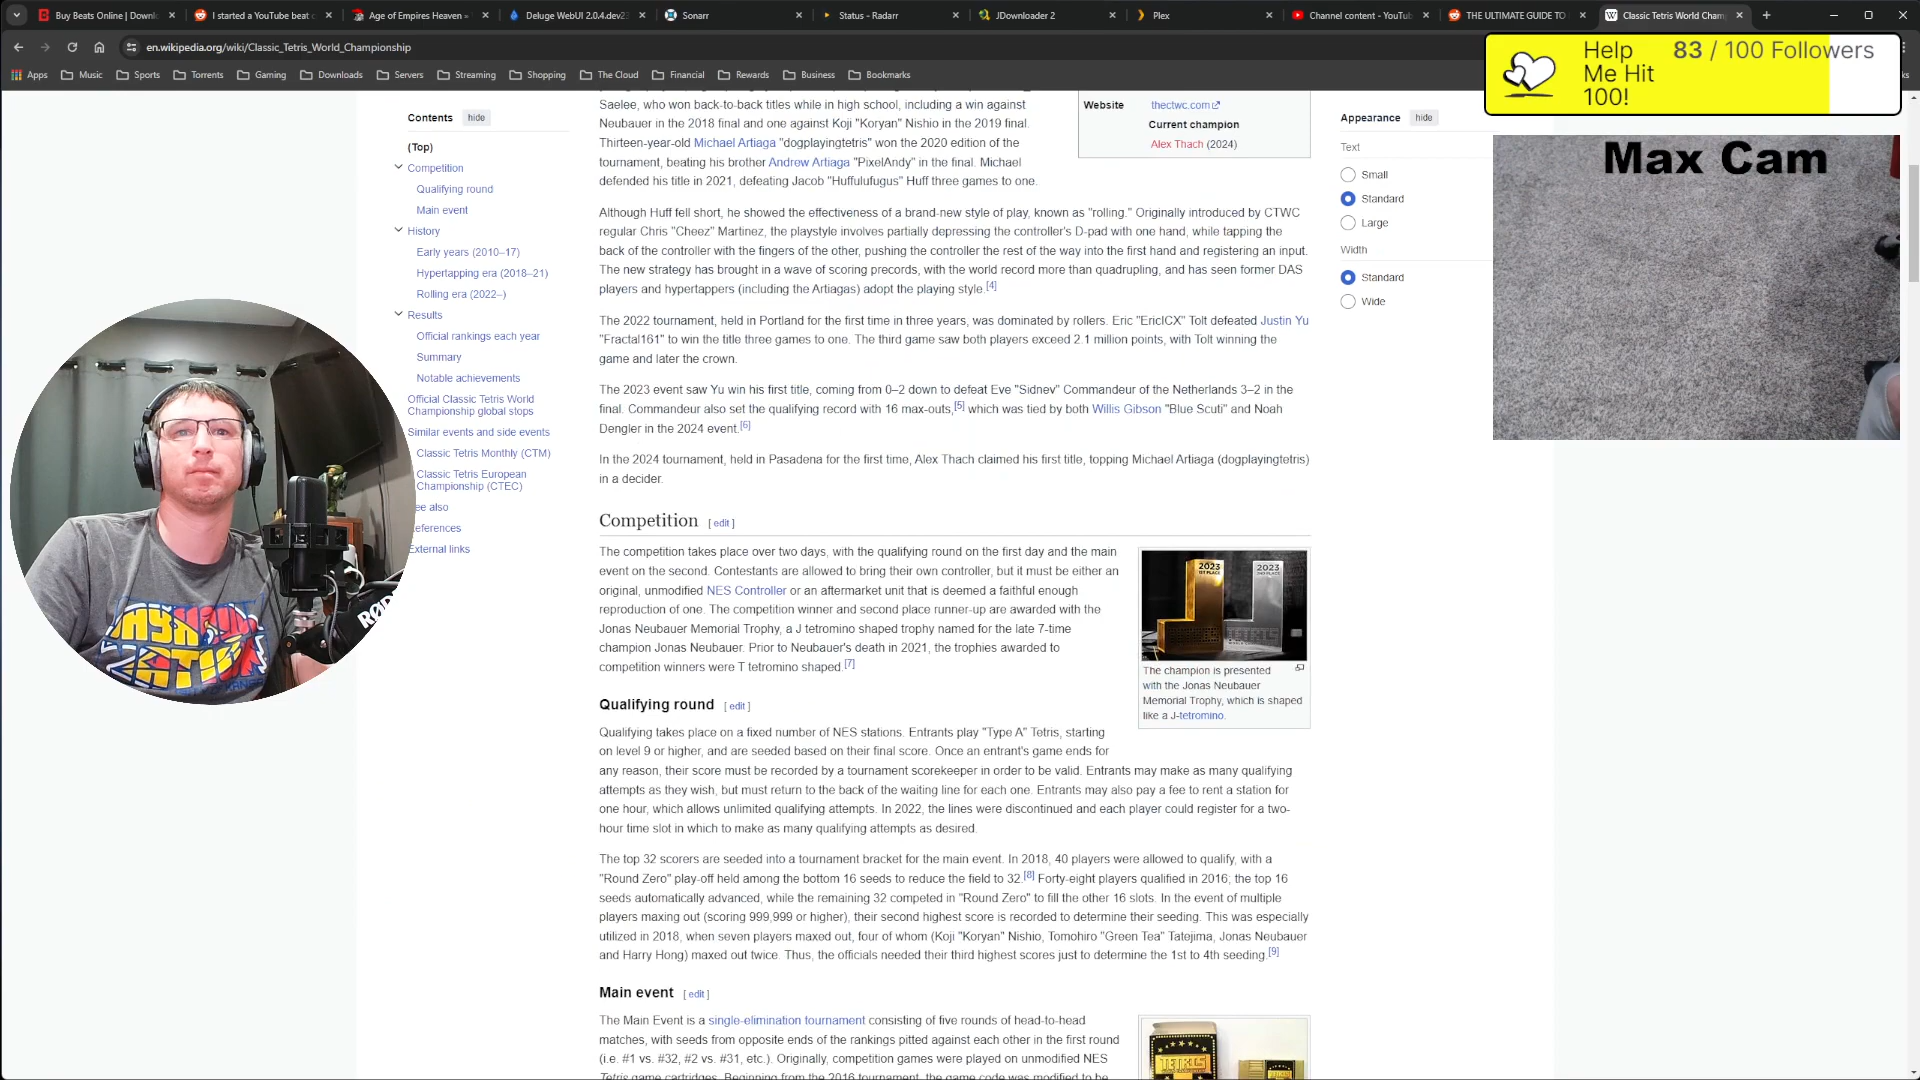 Buy Beats Online | Downl
I started a YouTube beat c
Age of Empires Heaven »
Deluge WebUI 2.0.4.dev23
Sonarr
Status - Radarr
JDownloader 2
Plex
Channel content - YouTub
THE ULTIMATE GUIDE TO
Classic Tetris World Cham
en.wikipedia.org/wiki/Classic_Tetris_World_Championship
Apps
Music
Sports
Torrents
Gaming
Downloads
Servers
Streaming
Shopping
The Cloud
Financial
Rewards
Business
Bookmarks
Help
Me Hit
100!
83 / 100 Followers
Max Cam
Contents hide
(Top)
Competition
Qualifying round
Main event
History
Early years (2010–17)
Hypertapping era (2018–21)
Rolling era (2022–)
Results
Official rankings each year
Summary
Notable achievements
Official Classic Tetris World
Championship global stops
Similar events and side events
Classic Tetris Monthly (CTM)
Classic Tetris European
Championship (CTEC)
ee also
eferences
External links
Saelee, who won back-to-back titles while in high school, including a win against
Neubauer in the 2018 final and one against Koji "Koryan" Nishio in the 2019 final.
Thirteen-year-old Michael Artiaga "dogplayingtetris" won the 2020 edition of the
tournament, beating his brother Andrew Artiaga "PixelAndy" in the final. Michael
defended his title in 2021, defeating Jacob "Huffulufugus" Huff three games to one.
Website thectwc.com
Current champion
Alex Thach (2024)
Although Huff fell short, he showed the effectiveness of a brand-new style of play, known as "rolling." Originally introduced by CTWC
regular Chris "Cheez" Martinez, the playstyle involves partially depressing the controller's D-pad with one hand, while tapping the
back of the controller with the fingers of the other, pushing the controller the rest of the way into the first hand and registering an input.
The new strategy has brought in a wave of scoring precords, with the world record more than quadrupling, and has seen former DAS
players and hypertappers (including the Artiagas) adopt the playing style.[4]
The 2022 tournament, held in Portland for the first time in three years, was dominated by rollers. Eric "EricICX" Tolt defeated Justin Yu
"Fractal161" to win the title three games to one. The third game saw both players exceed 2.1 million points, with Tolt winning the
game and later the crown.
The 2023 event saw Yu win his first title, coming from 0–2 down to defeat Eve "Sidnev" Commandeur of the Netherlands 3–2 in the
final. Commandeur also set the qualifying record with 16 max-outs,[5] which was tied by both Willis Gibson "Blue Scuti" and Noah
Dengler in the 2024 event.[6]
In the 2024 tournament, held in Pasadena for the first time, Alex Thach claimed his first title, topping Michael Artiaga (dogplayingtetris)
in a decider.
Competition [ edit ]
The competition takes place over two days, with the qualifying round on the first day and the main
event on the second. Contestants are allowed to bring their own controller, but it must be either an
original, unmodified NES Controller or an aftermarket unit that is deemed a faithful enough
reproduction of one. The competition winner and second place runner-up are awarded with the
Jonas Neubauer Memorial Trophy, a J tetromino shaped trophy named for the late 7-time
champion Jonas Neubauer. Prior to Neubauer's death in 2021, the trophies awarded to
competition winners were T tetromino shaped.[7]
2023
1ST PLACE
2023
2ND PLACE
The champion is presented
with the Jonas Neubauer
Memorial Trophy, which is shaped
like a J-tetromino.
Qualifying round [ edit ]
Qualifying takes place on a fixed number of NES stations. Entrants play "Type A" Tetris, starting
on level 9 or higher, and are seeded based on their final score. Once an entrant's game ends for
any reason, their score must be recorded by a tournament scorekeeper in order to be valid. Entrants may make as many qualifying
attempts as they wish, but must return to the back of the waiting line for each one. Entrants may also pay a fee to rent a station for
one hour, which allows unlimited qualifying attempts. In 2022, the lines were discontinued and each player could register for a two-
hour time slot in which to make as many qualifying attempts as desired.
The top 32 scorers are seeded into a tournament bracket for the main event. In 2018, 40 players were allowed to qualify, with a
"Round Zero" play-off held among the bottom 16 seeds to reduce the field to 32.[8] Forty-eight players qualified in 2016; the top 16
seeds automatically advanced, while the remaining 32 competed in "Round Zero" to fill the other 16 slots. In the event of multiple
players maxing out (scoring 999,999 or higher), their second highest score is recorded to determine their seeding. This was especially
utilized in 2018, when seven players maxed out, four of whom (Koji "Koryan" Nishio, Tomohiro "Green Tea" Tatejima, Jonas Neubauer
and Harry Hong) maxed out twice. Thus, the officials needed their third highest scores just to determine the 1st to 4th seeding.[9]
Main event [ edit ]
The Main Event is a single-elimination tournament consisting of five rounds of head-to-head
matches, with seeds from opposite ends of the rankings pitted against each other in the first round
(i.e. #1 vs. #32, #2 vs. #31, etc.). Originally, competition games were played on unmodified NES
Tetris game cartridges. Beginning from the 2016 tournament, the game code was modified to be
TETRIS
Appearance hide
Text
Small
Standard
Large
Width
Standard
Wide
RØDE